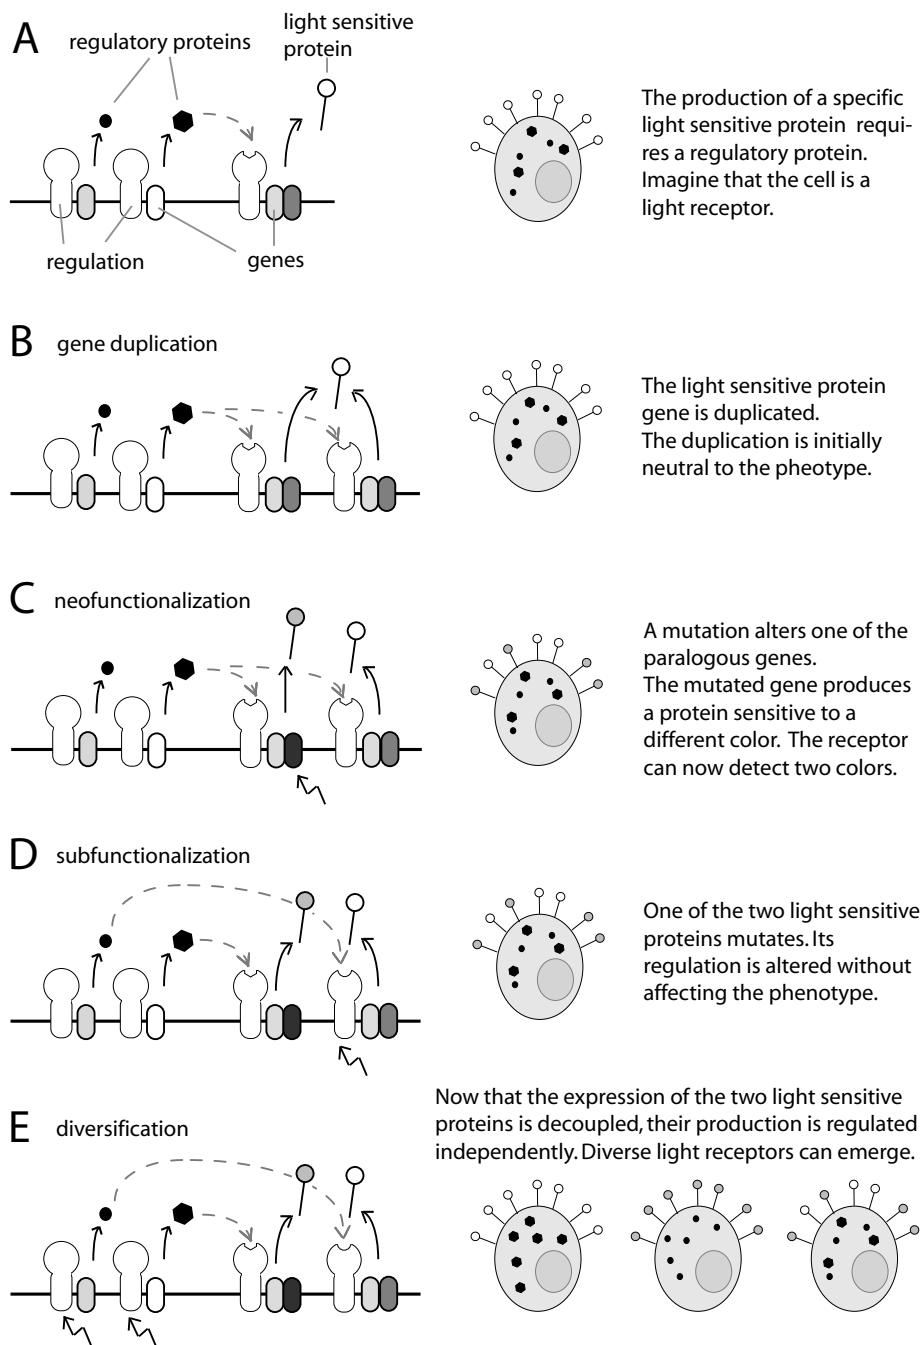 A
regulatory proteins
light sensitive
protein
regulation
genes
The production of a specific
light sensitive protein requi-
res a regulatory protein.
Imagine that the cell is a
light receptor.
B
gene duplication
The light sensitive protein
gene is duplicated.
The duplication is initially
neutral to the pheotype.
C
neofunctionalization
A mutation alters one of the
paralogous genes.
The mutated gene produces
a protein sensitive to a
different color. The receptor
can now detect two colors.
D
subfunctionalization
One of the two light sensitive
proteins mutates. Its
regulation is altered without
affecting the phenotype.
E
diversification
Now that the expression of the two light sensitive
proteins is decoupled, their production is regulated
independently. Diverse light receptors can emerge.